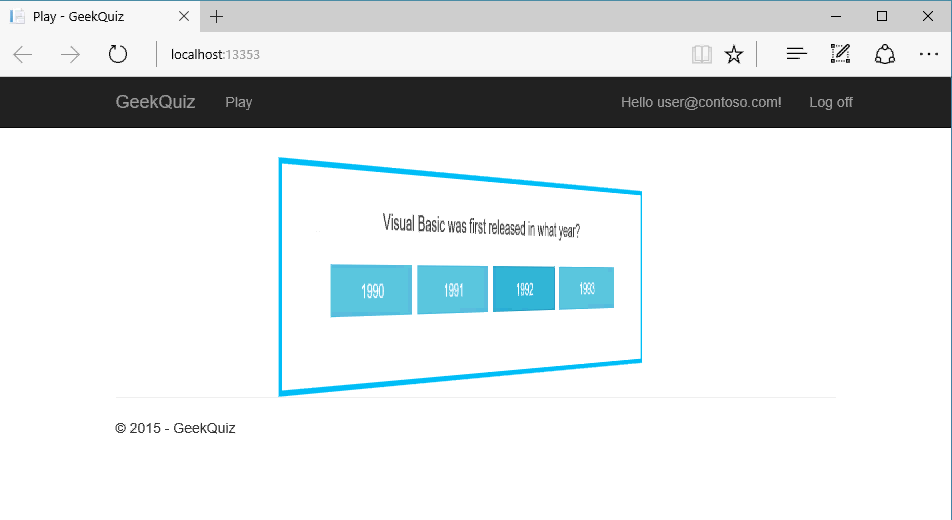 Play - GeekQuiz
localhost:13353
GeekQuiz Play Hello user@contoso.com! Log off
Visual Basic was first released in what year?
1990 1991 1992 1993
© 2015 - GeekQuiz